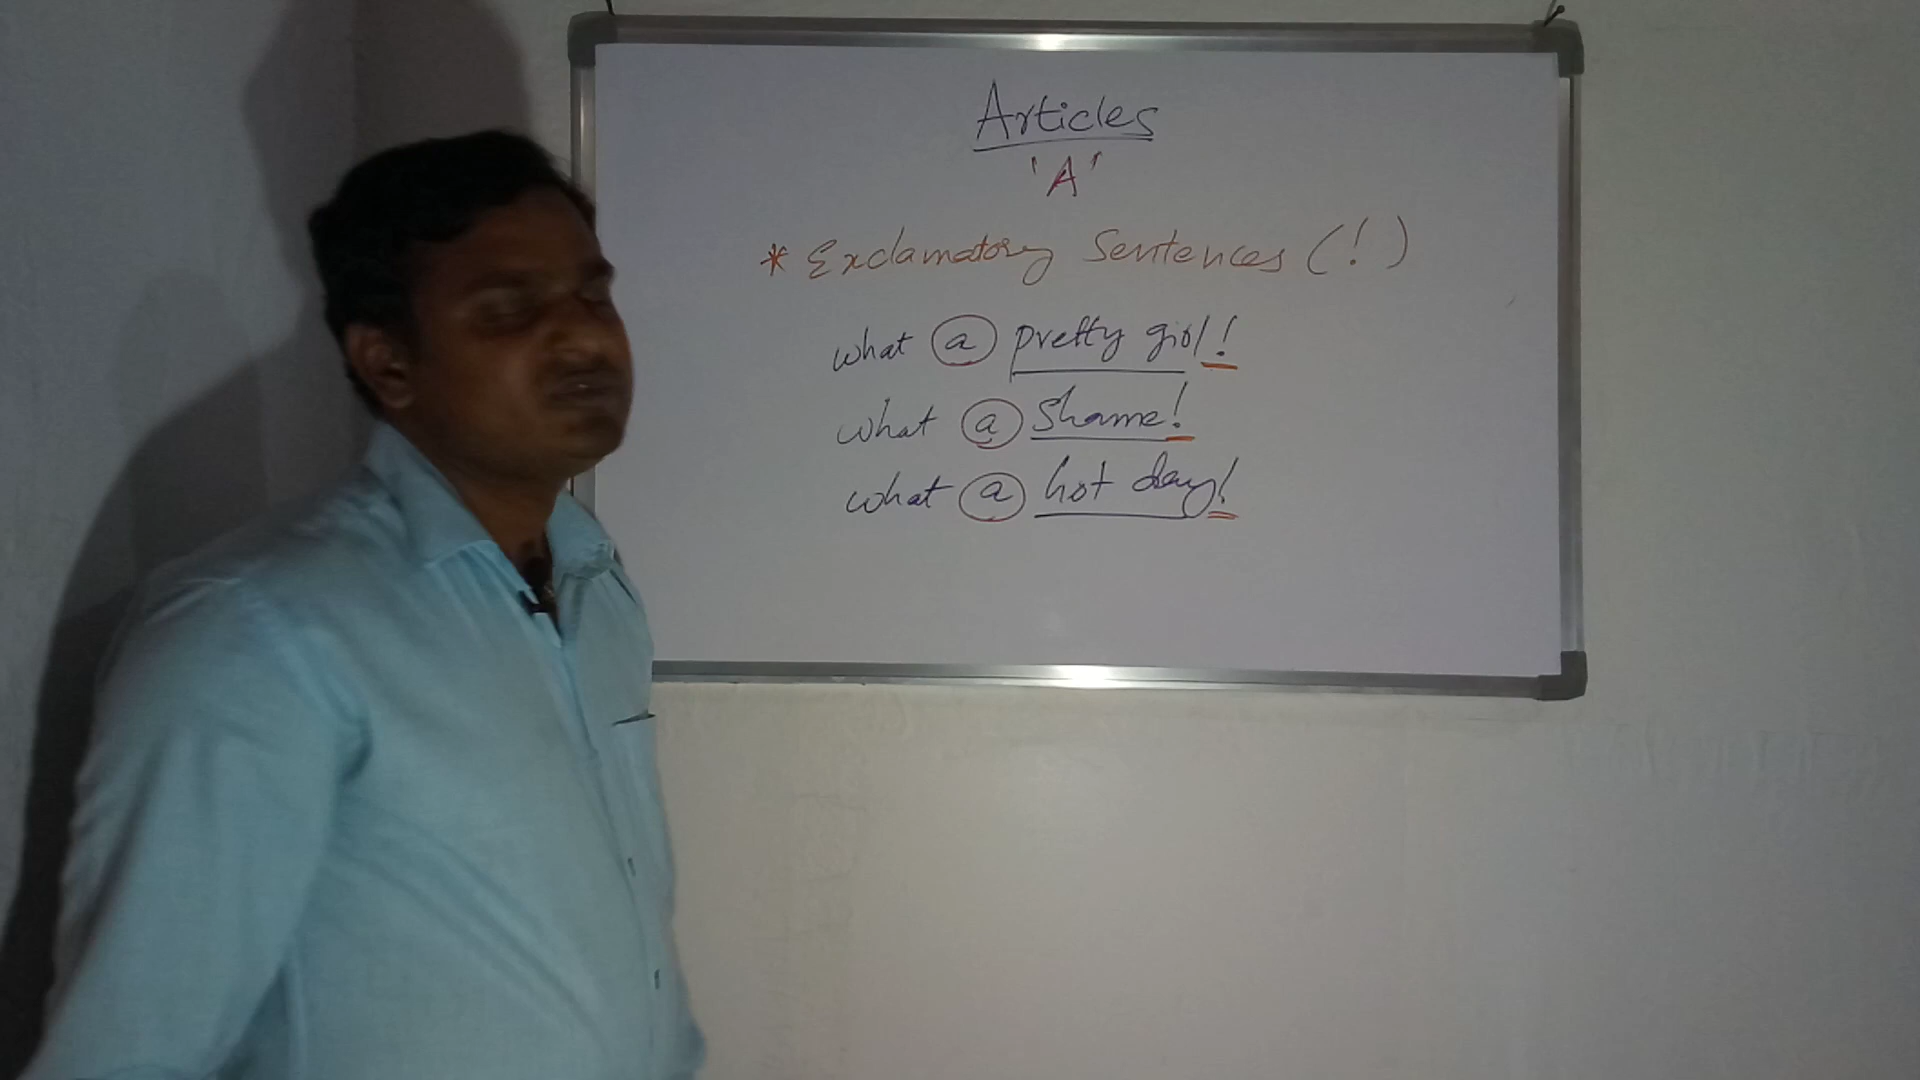 Articles
'A'
* Exclamatory Sentences (!)
what a pretty girl!
what a shame!
what a hot day!